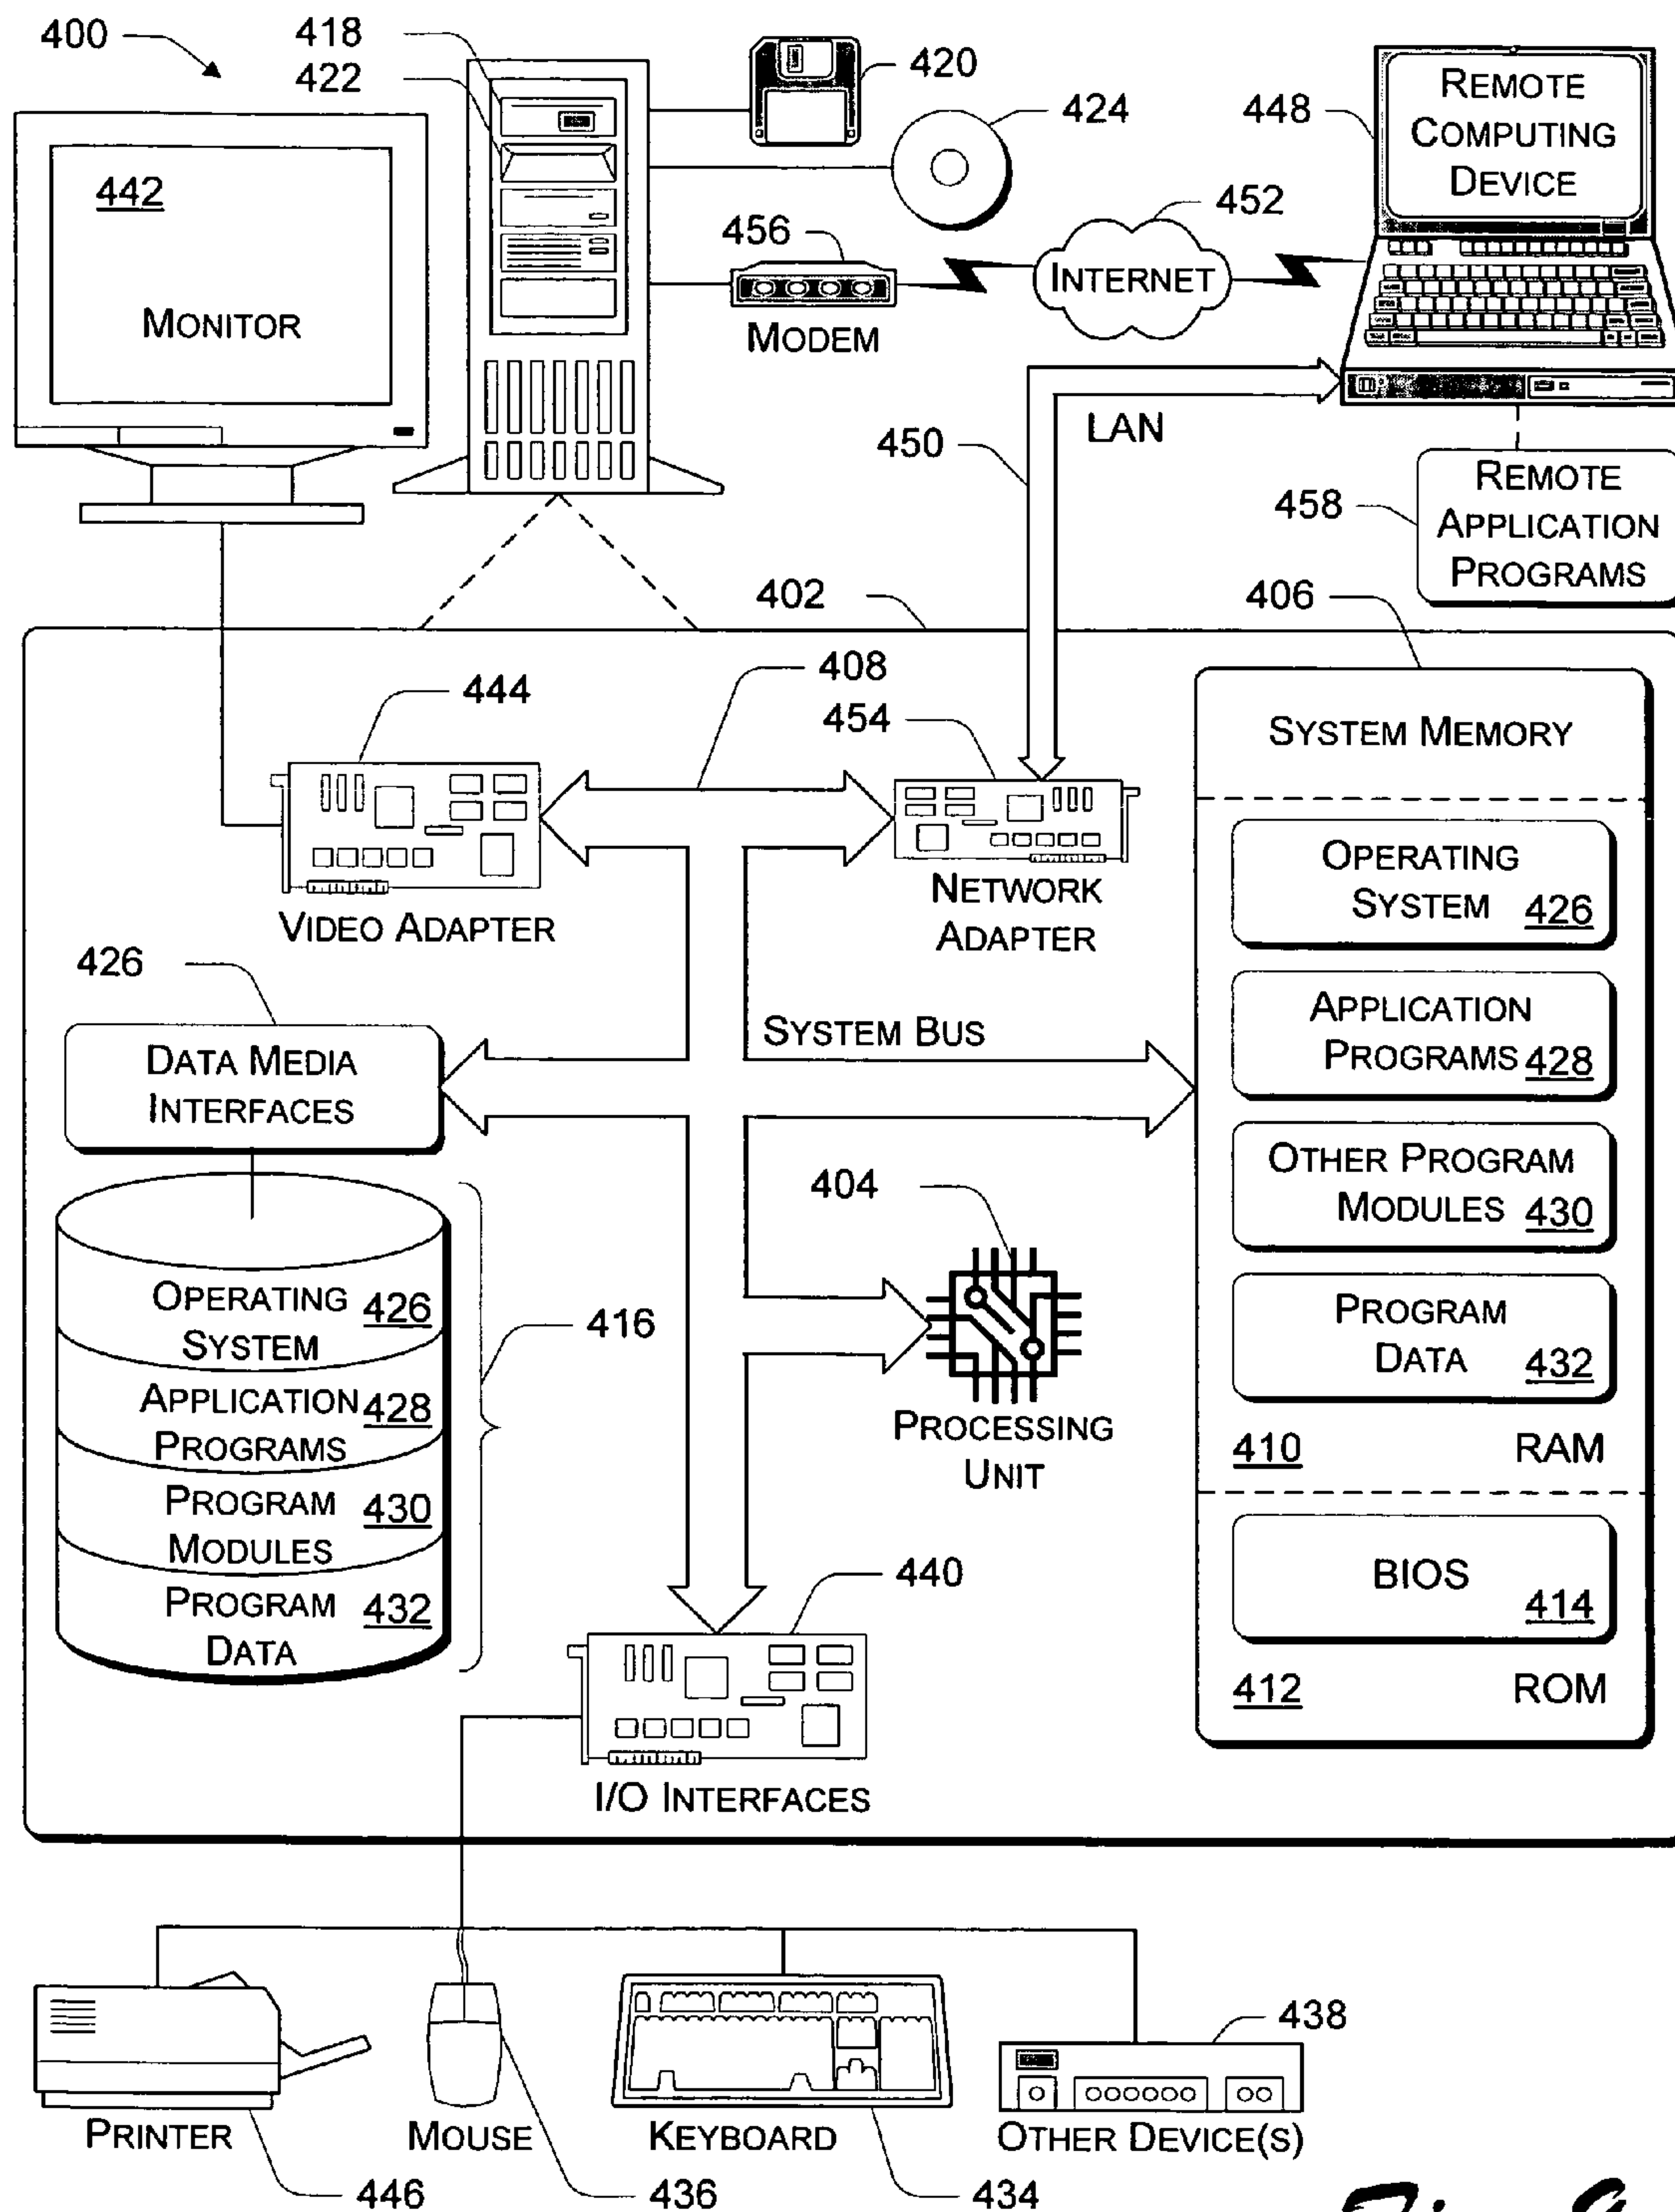 400
418
422
420
424
448
REMOTE
COMPUTING
DEVICE
442
MONITOR
456
MODEM
452
INTERNET
450
LAN
458
REMOTE
APPLICATION
PROGRAMS
402
406
408
444
454
VIDEO ADAPTER
NETWORK
ADAPTER
SYSTEM MEMORY
OPERATING
SYSTEM 426
APPLICATION
PROGRAMS 428
OTHER PROGRAM
MODULES 430
PROGRAM
DATA 432
410 RAM
BIOS
414
412 ROM
426
DATA MEDIA
INTERFACES
SYSTEM BUS
404
PROCESSING
UNIT
OPERATING 426
SYSTEM
APPLICATION 428
PROGRAMS
PROGRAM 430
MODULES
PROGRAM 432
DATA
416
440
I/O INTERFACES
438
PRINTER
MOUSE
KEYBOARD
OTHER DEVICE(S)
446
436
434